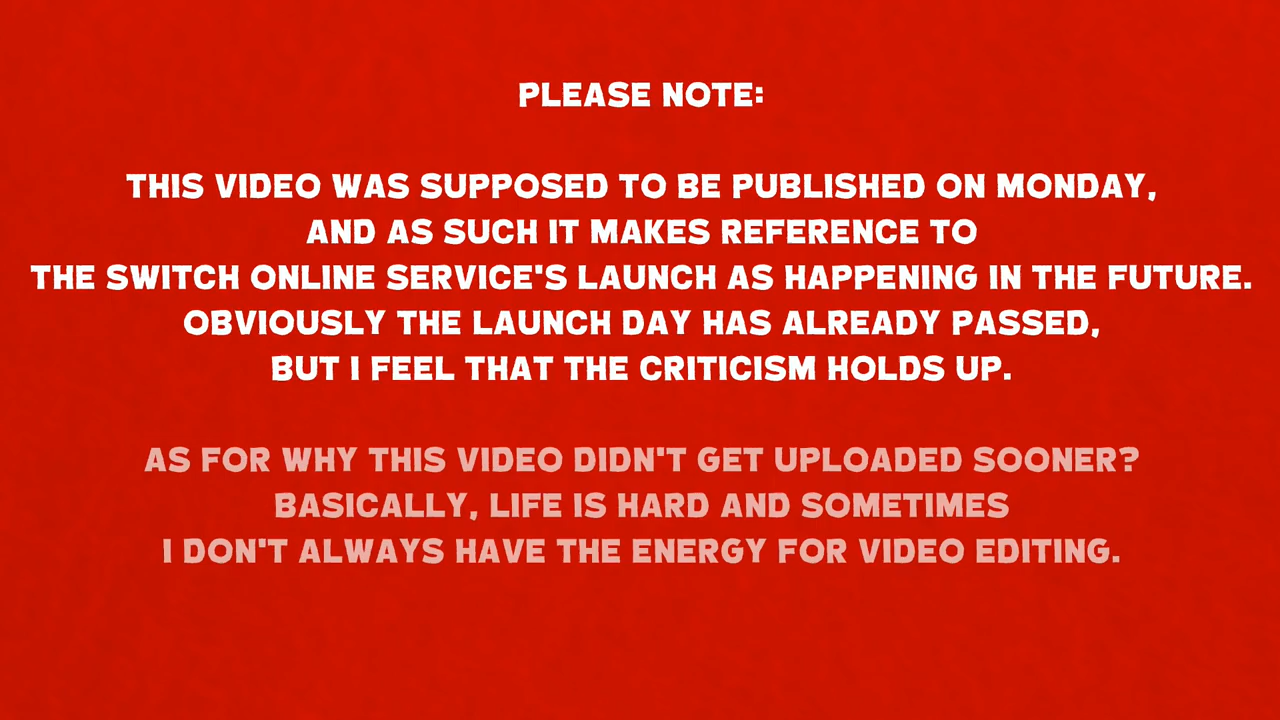 PLEASE NOTE:
THIS VIDEO WAS SUPPOSED TO BE PUBLISHED ON MONDAY,
AND AS SUCH IT MAKES REFERENCE TO
THE SWITCH ONLINE SERVICE'S LAUNCH AS HAPPENING IN THE FUTURE.
OBVIOUSLY THE LAUNCH DAY HAS ALREADY PASSED,
BUT I FEEL THAT THE CRITICISM HOLDS UP.
AS FOR WHY THIS VIDEO DIDN'T GET UPLOADED SOONER?
BASICALLY, LIFE IS HARD AND SOMETIMES
I DON'T ALWAYS HAVE THE ENERGY FOR VIDEO EDITING.